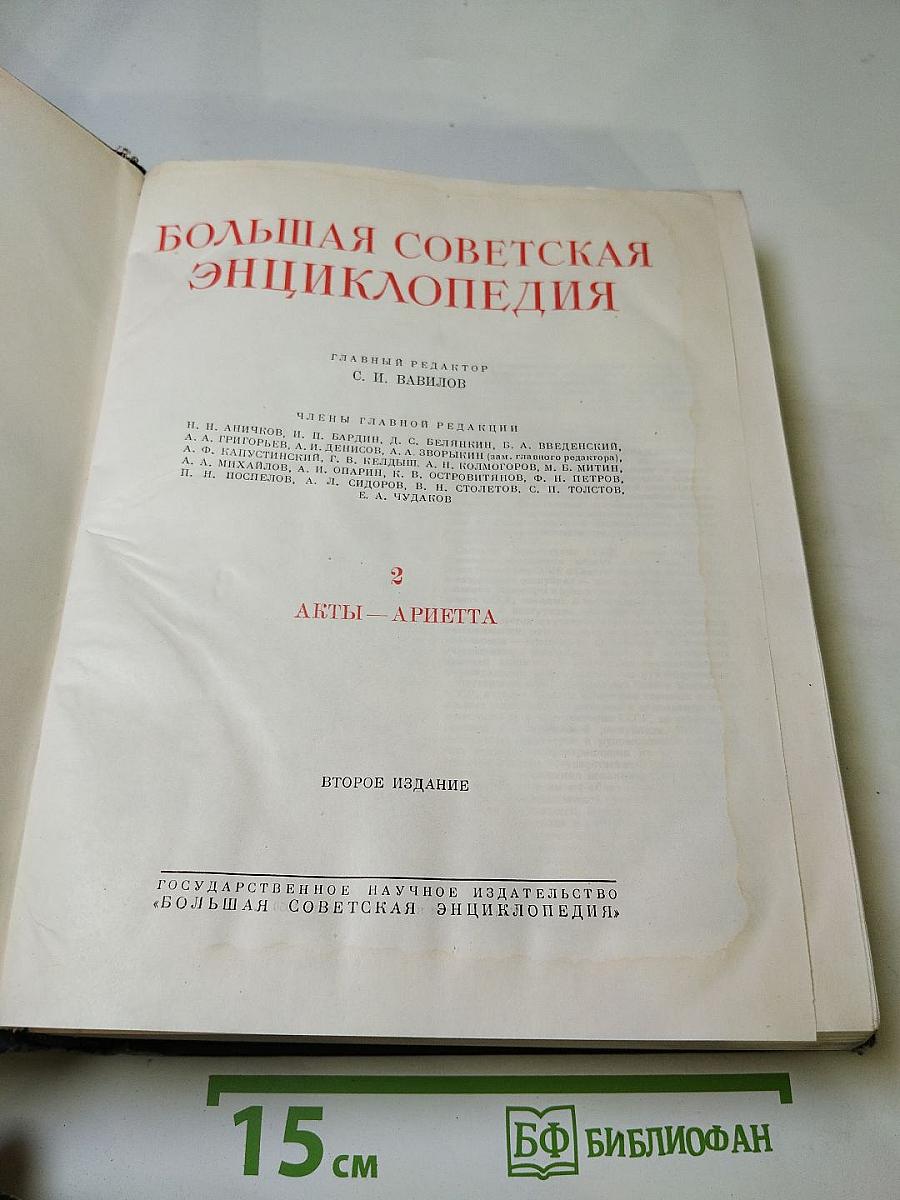 БОЛЬШАЯ СОВЕТСКАЯ
ЭНЦИКЛОПЕДИЯ
ГЛАВНЫЙ РЕДАКТОР
С. И. ВАВИЛОВ
ЧЛЕНЫ ГЛАВНОЙ РЕДАКЦИИ
Н. Н. АНИЧКОВ, И. П. БАРДИН, Д. С. БЕЛЯНКИН, Б. А. ВВЕДЕНСКИЙ,
А. А. ГРИГОРЬЕВ, А. И. ДЕНИСОВ, А. А. ЗВОРЫКИН (зам. главного редактора),
А. Ф. КАПУСТИНСКИЙ, Г. В. КЕЛДЫШ, А. Н. КОЛМОГОРОВ, М. Б. МИТИН,
А. А. МИХАЙЛОВ, А. И. ОПАРИН, К. В. ОСТРОВИТЯНОВ, Ф. Н. ПЕТРОВ,
П. Н. ПОСПЕЛОВ, А. Л. СИДОРОВ, В. Н. СТОЛЕТОВ, С. П. ТОЛСТОВ,
Е. А. ЧУДАКОВ
2
АКТЫ — АРИЕТТА
ВТОРОЕ ИЗДАНИЕ
ГОСУДАРСТВЕННОЕ НАУЧНОЕ ИЗДАТЕЛЬСТВО
«БОЛЬШАЯ СОВЕТСКАЯ ЭНЦИКЛОПЕДИЯ»
15 см
БФ БИБЛИОФАН